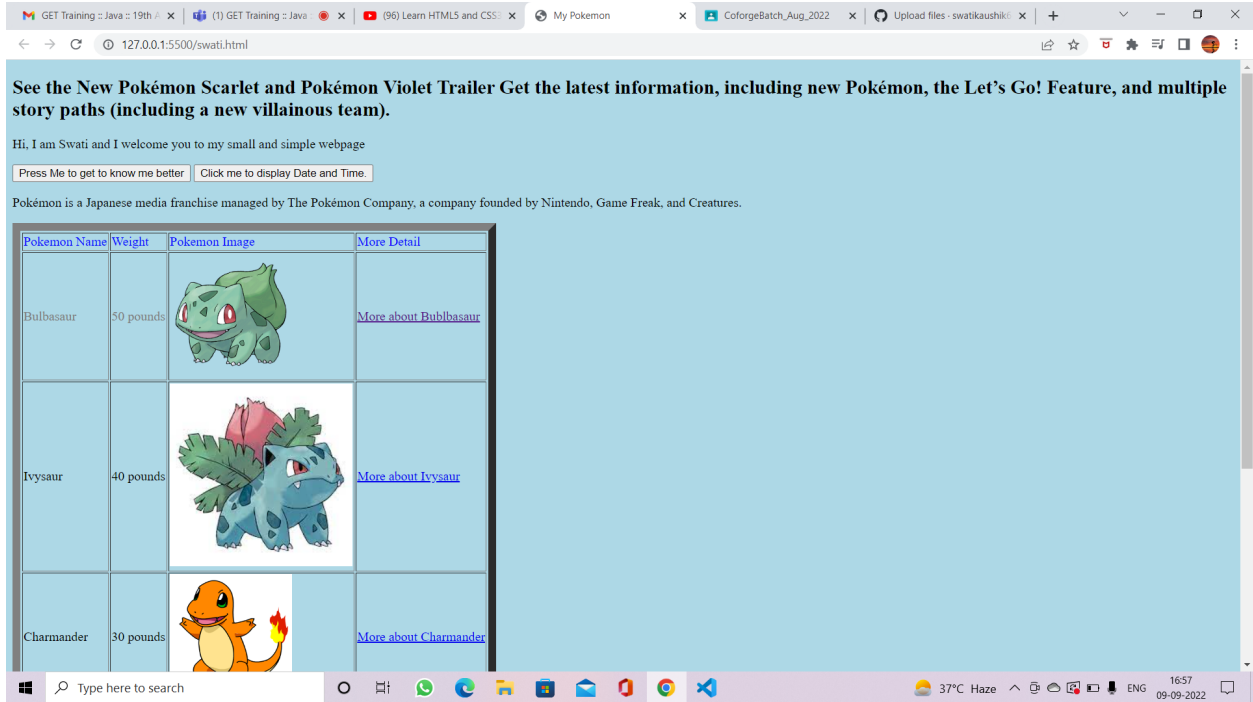 GET Training :: Java :: 19th A
(1) GET Training :: Java
(96) Learn HTML5 and CSS3
My Pokemon
CoforgeBatch_Aug_2022
Upload files · swatikaushik6
127.0.0.1:5500/swati.html
See the New Pokémon Scarlet and Pokémon Violet Trailer Get the latest information, including new Pokémon, the Let’s Go! Feature, and multiple
story paths (including a new villainous team).
Hi, I am Swati and I welcome you to my small and simple webpage
Press Me to get to know me better Click me to display Date and Time.
Pokémon is a Japanese media franchise managed by The Pokémon Company, a company founded by Nintendo, Game Freak, and Creatures.
Pokemon Name Weight Pokemon Image More Detail
Bulbasaur 50 pounds More about Bublbasaur
Ivysaur 40 pounds More about Ivysaur
Charmander 30 pounds More about Charmander
Type here to search
37°C Haze
ENG
16:57
09-09-2022